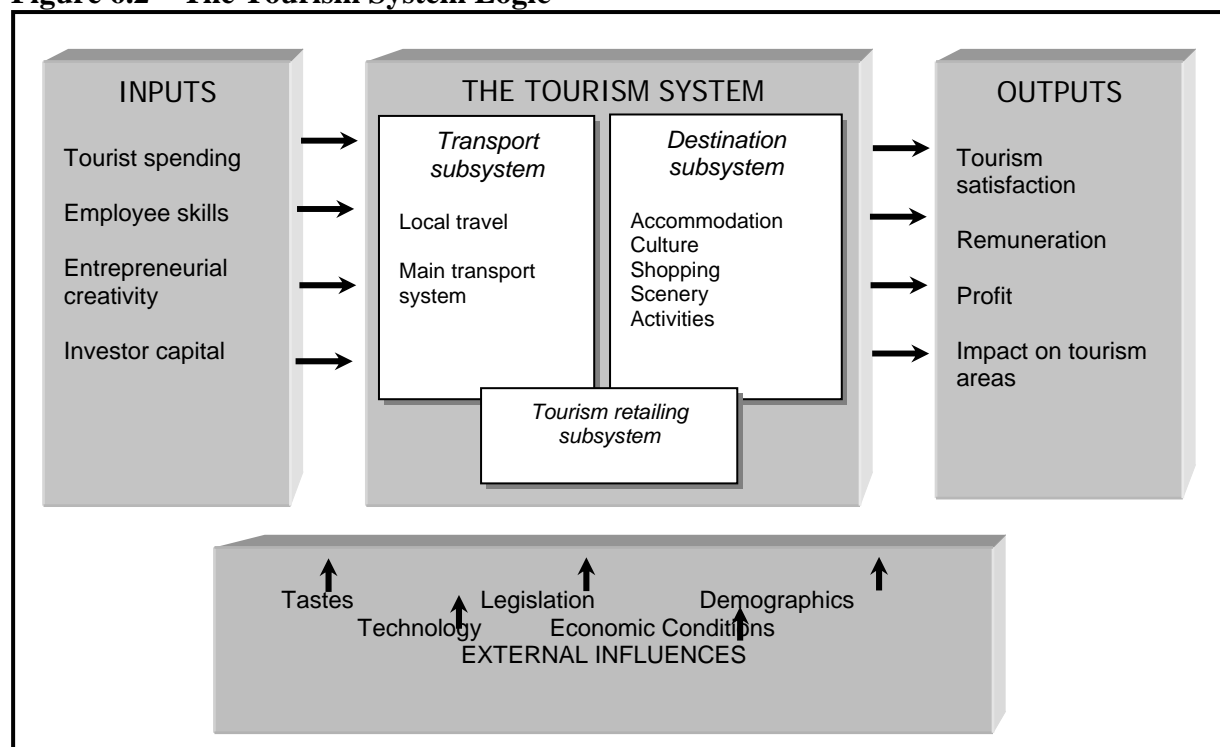 Figure 6.2 The Tourism System Logic
INPUTS
Tourist spending
Employee skills
Entrepreneurial
creativity
Investor capital
THE TOURISM SYSTEM
Transport
subsystem
Local travel
Main transport
system
Destination
subsystem
Accommodation
Culture
Shopping
Scenery
Activities
Tourism retailing
subsystem
OUTPUTS
Tourism
satisfaction
Remuneration
Profit
Impact on tourism
areas
Tastes Legislation Demographics
Technology Economic Conditions
EXTERNAL INFLUENCES